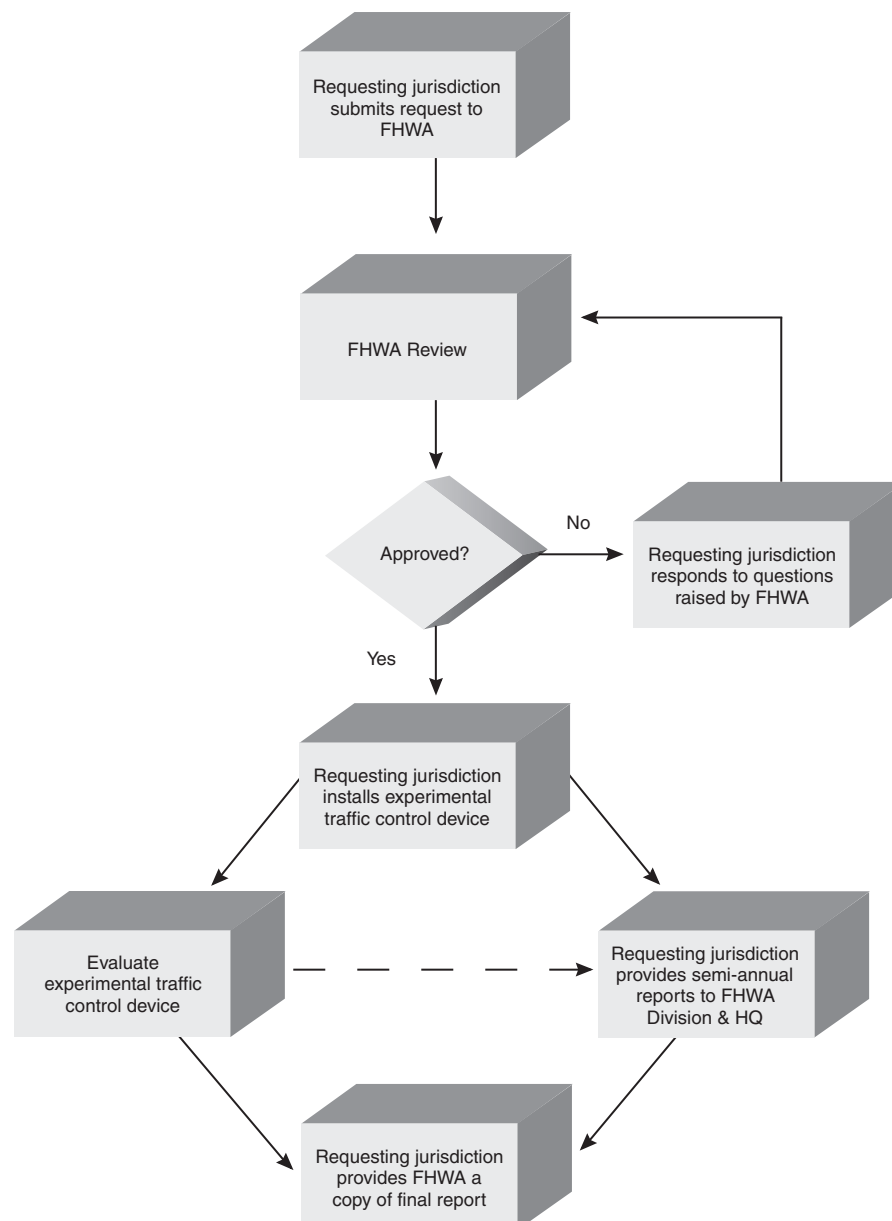 Requesting jurisdiction
submits request to
FHWA
FHWA Review
Approved?
No
Requesting jurisdiction
responds to questions
raised by FHWA
Yes
Requesting jurisdiction
installs experimental
traffic control device
Evaluate
experimental traffic
control device
Requesting jurisdiction
provides semi-annual
reports to FHWA
Division & HQ
Requesting jurisdiction
provides FHWA a
copy of final report